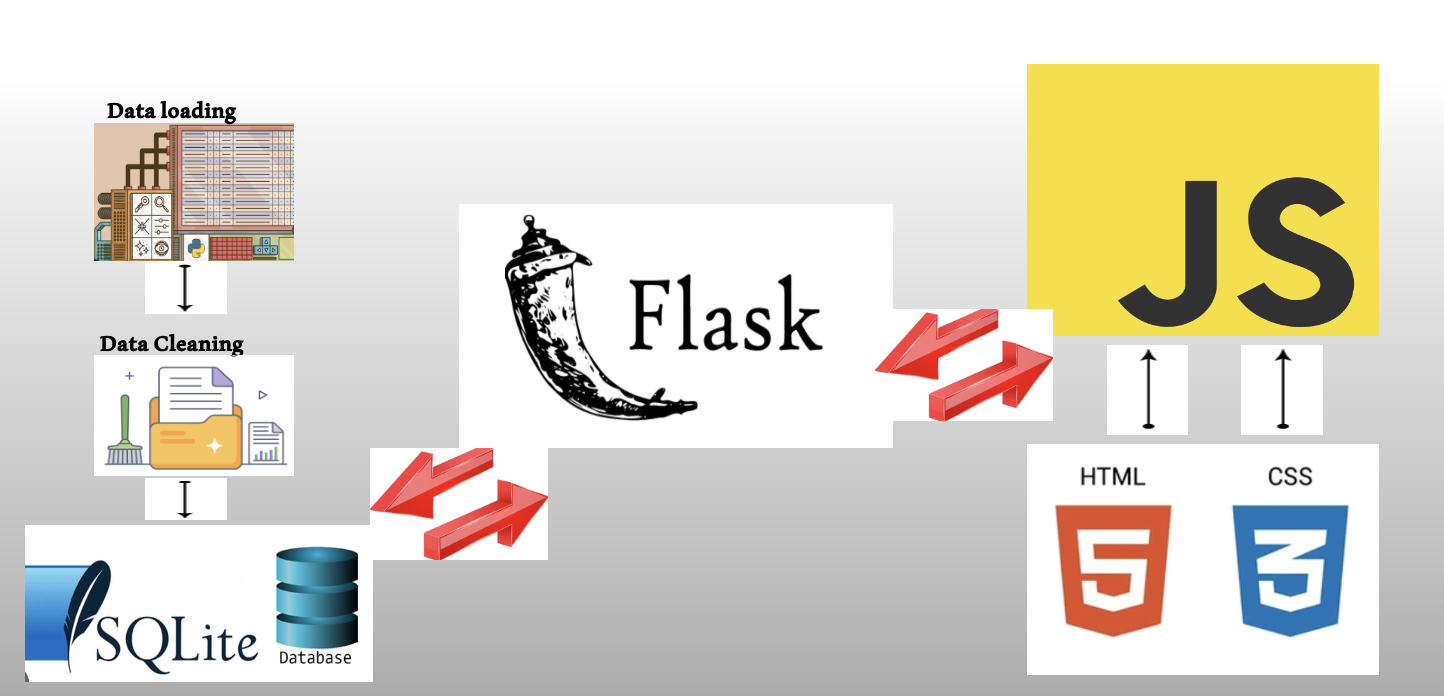 Data loading
Data Cleaning
SQLite
Database
Flask
JS
HTML
CSS
5
3